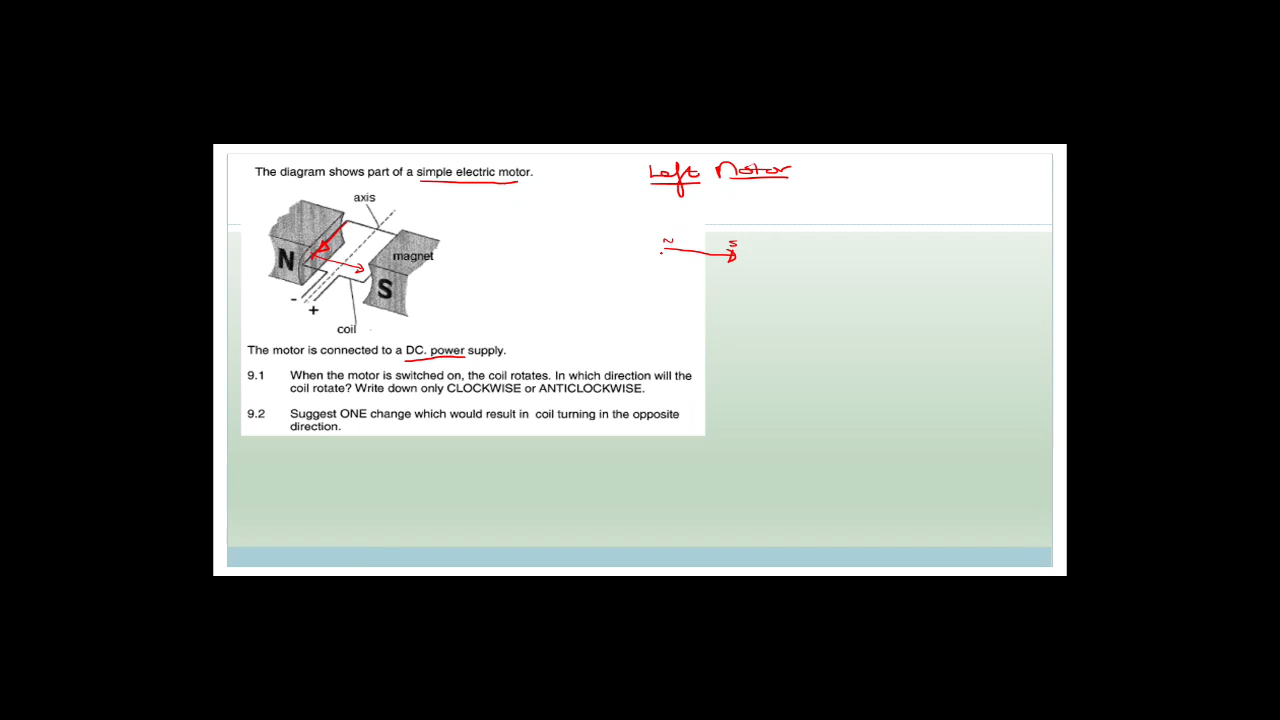 The diagram shows part of a simple electric motor.
Left Motor
axis
N S
magnet
N
S
-
+
coil
The motor is connected to a DC. power supply.
9.1 When the motor is switched on, the coil rotates. In which direction will the
coil rotate? Write down only CLOCKWISE or ANTICLOCKWISE.
9.2 Suggest ONE change which would result in coil turning in the opposite
direction.